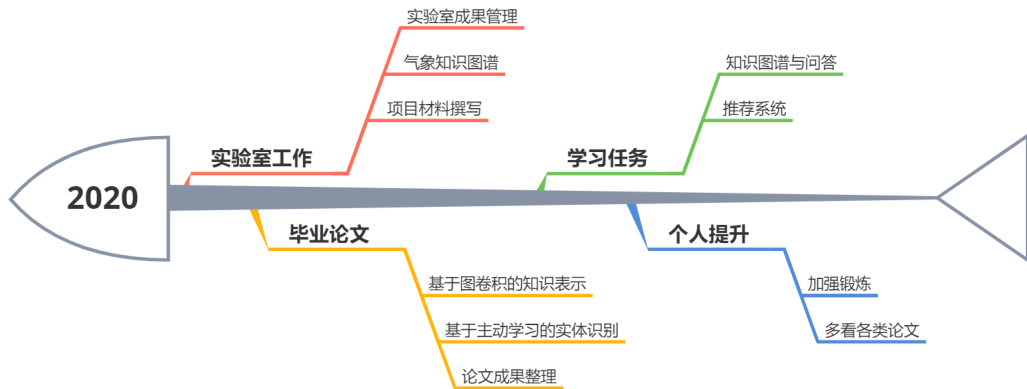 2020
实验室工作
实验室成果管理
气象知识图谱
项目材料撰写
学习任务
知识图谱与问答
推荐系统
毕业论文
基于图卷积的知识表示
基于主动学习的实体识别
论文成果整理
个人提升
加强锻炼
多看各类论文